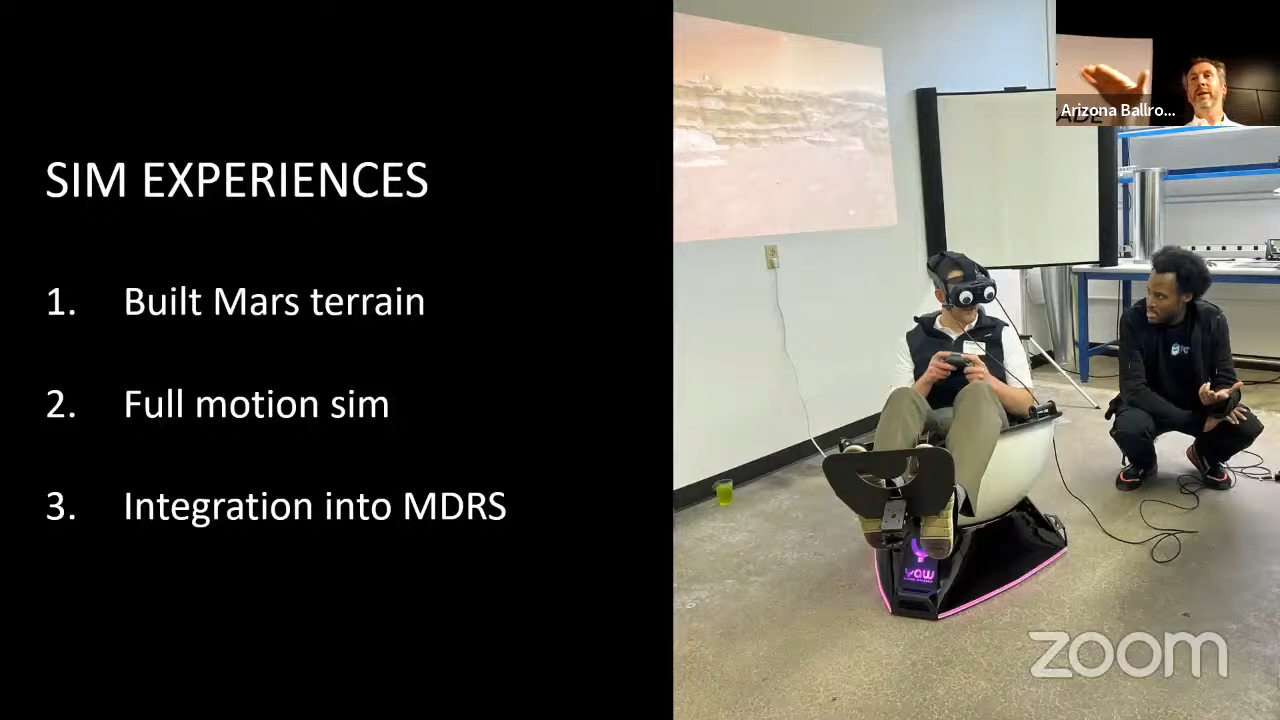 SIM EXPERIENCES
1. Built Mars terrain
2. Full motion sim
3. Integration into MDRS
Arizona Ballro...
yaw
zoom